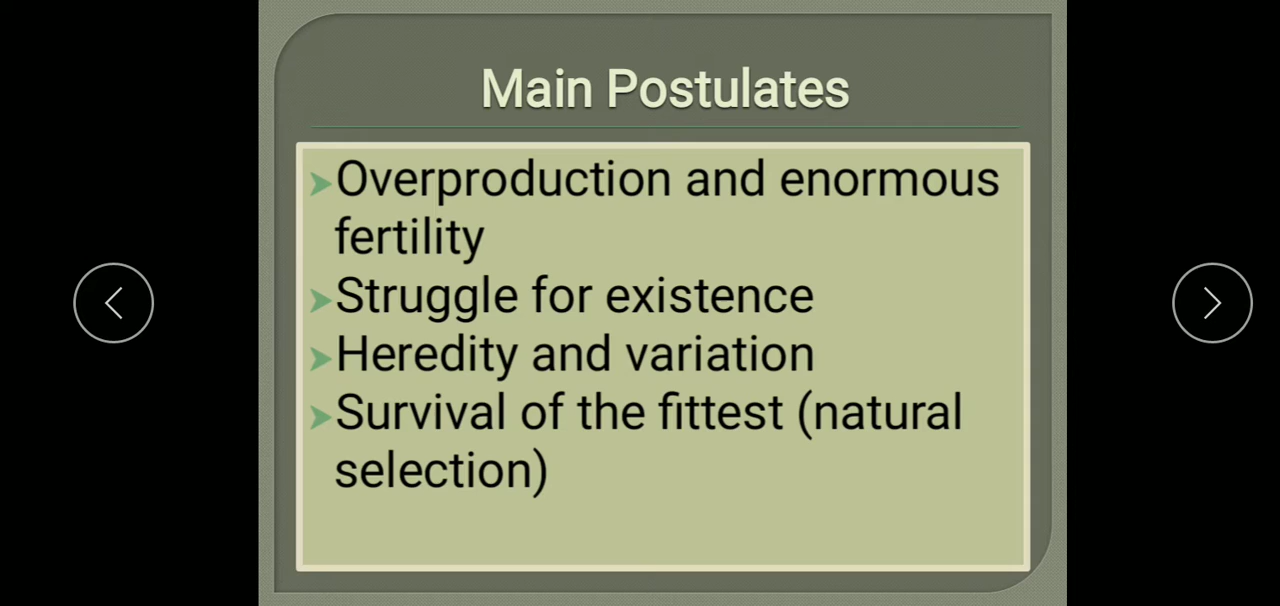 Main Postulates
➤Overproduction and enormous
fertility
➤Struggle for existence
➤Heredity and variation
➤Survival of the fittest (natural
selection)